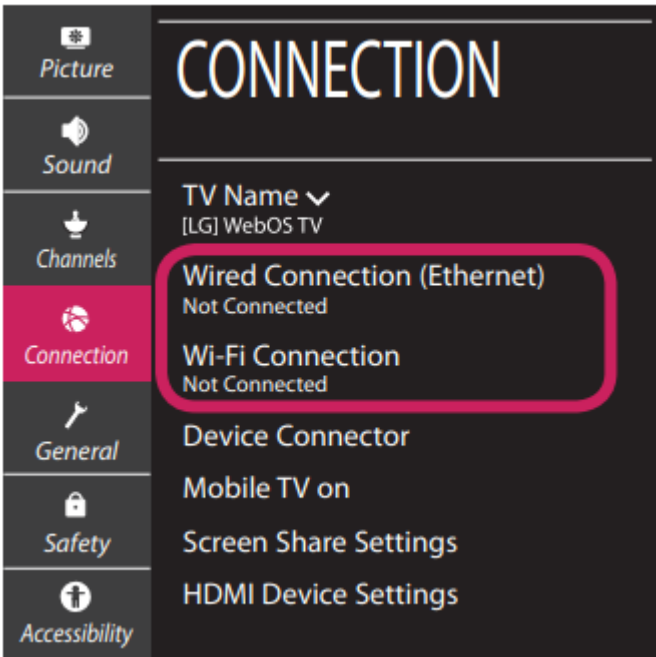 Picture
Sound
Channels
Connection
General
Safety
Accessibility
CONNECTION
TV Name
[LG] WebOS TV
Wired Connection (Ethernet)
Not Connected
Wi-Fi Connection
Not Connected
Device Connector
Mobile TV on
Screen Share Settings
HDMI Device Settings